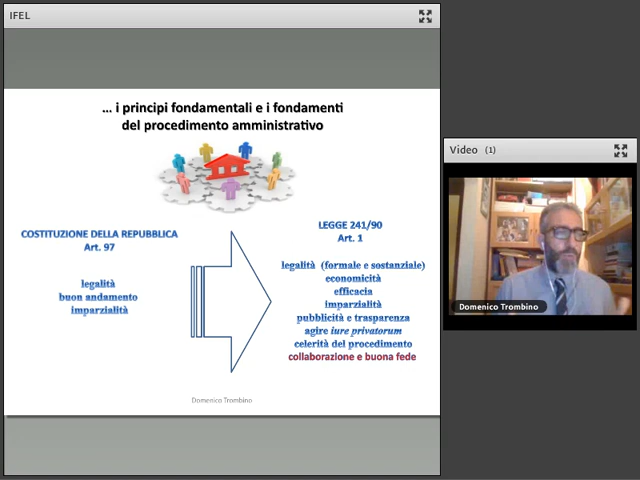 IFEL
... i principi fondamentali e i fondamenti
del procedimento amministrativo
COSTITUZIONE DELLA REPUBBLICA
Art. 97
legalità
buon andamento
imparzialità
LEGGE 241/90
Art. 1
legalità (formale e sostanziale)
economicità
efficacia
imparzialità
pubblicità e trasparenza
agire iure privatorum
celerità del procedimento
collaborazione e buona fede
Domenico Trombino
Video (1)
Domenico Trombino